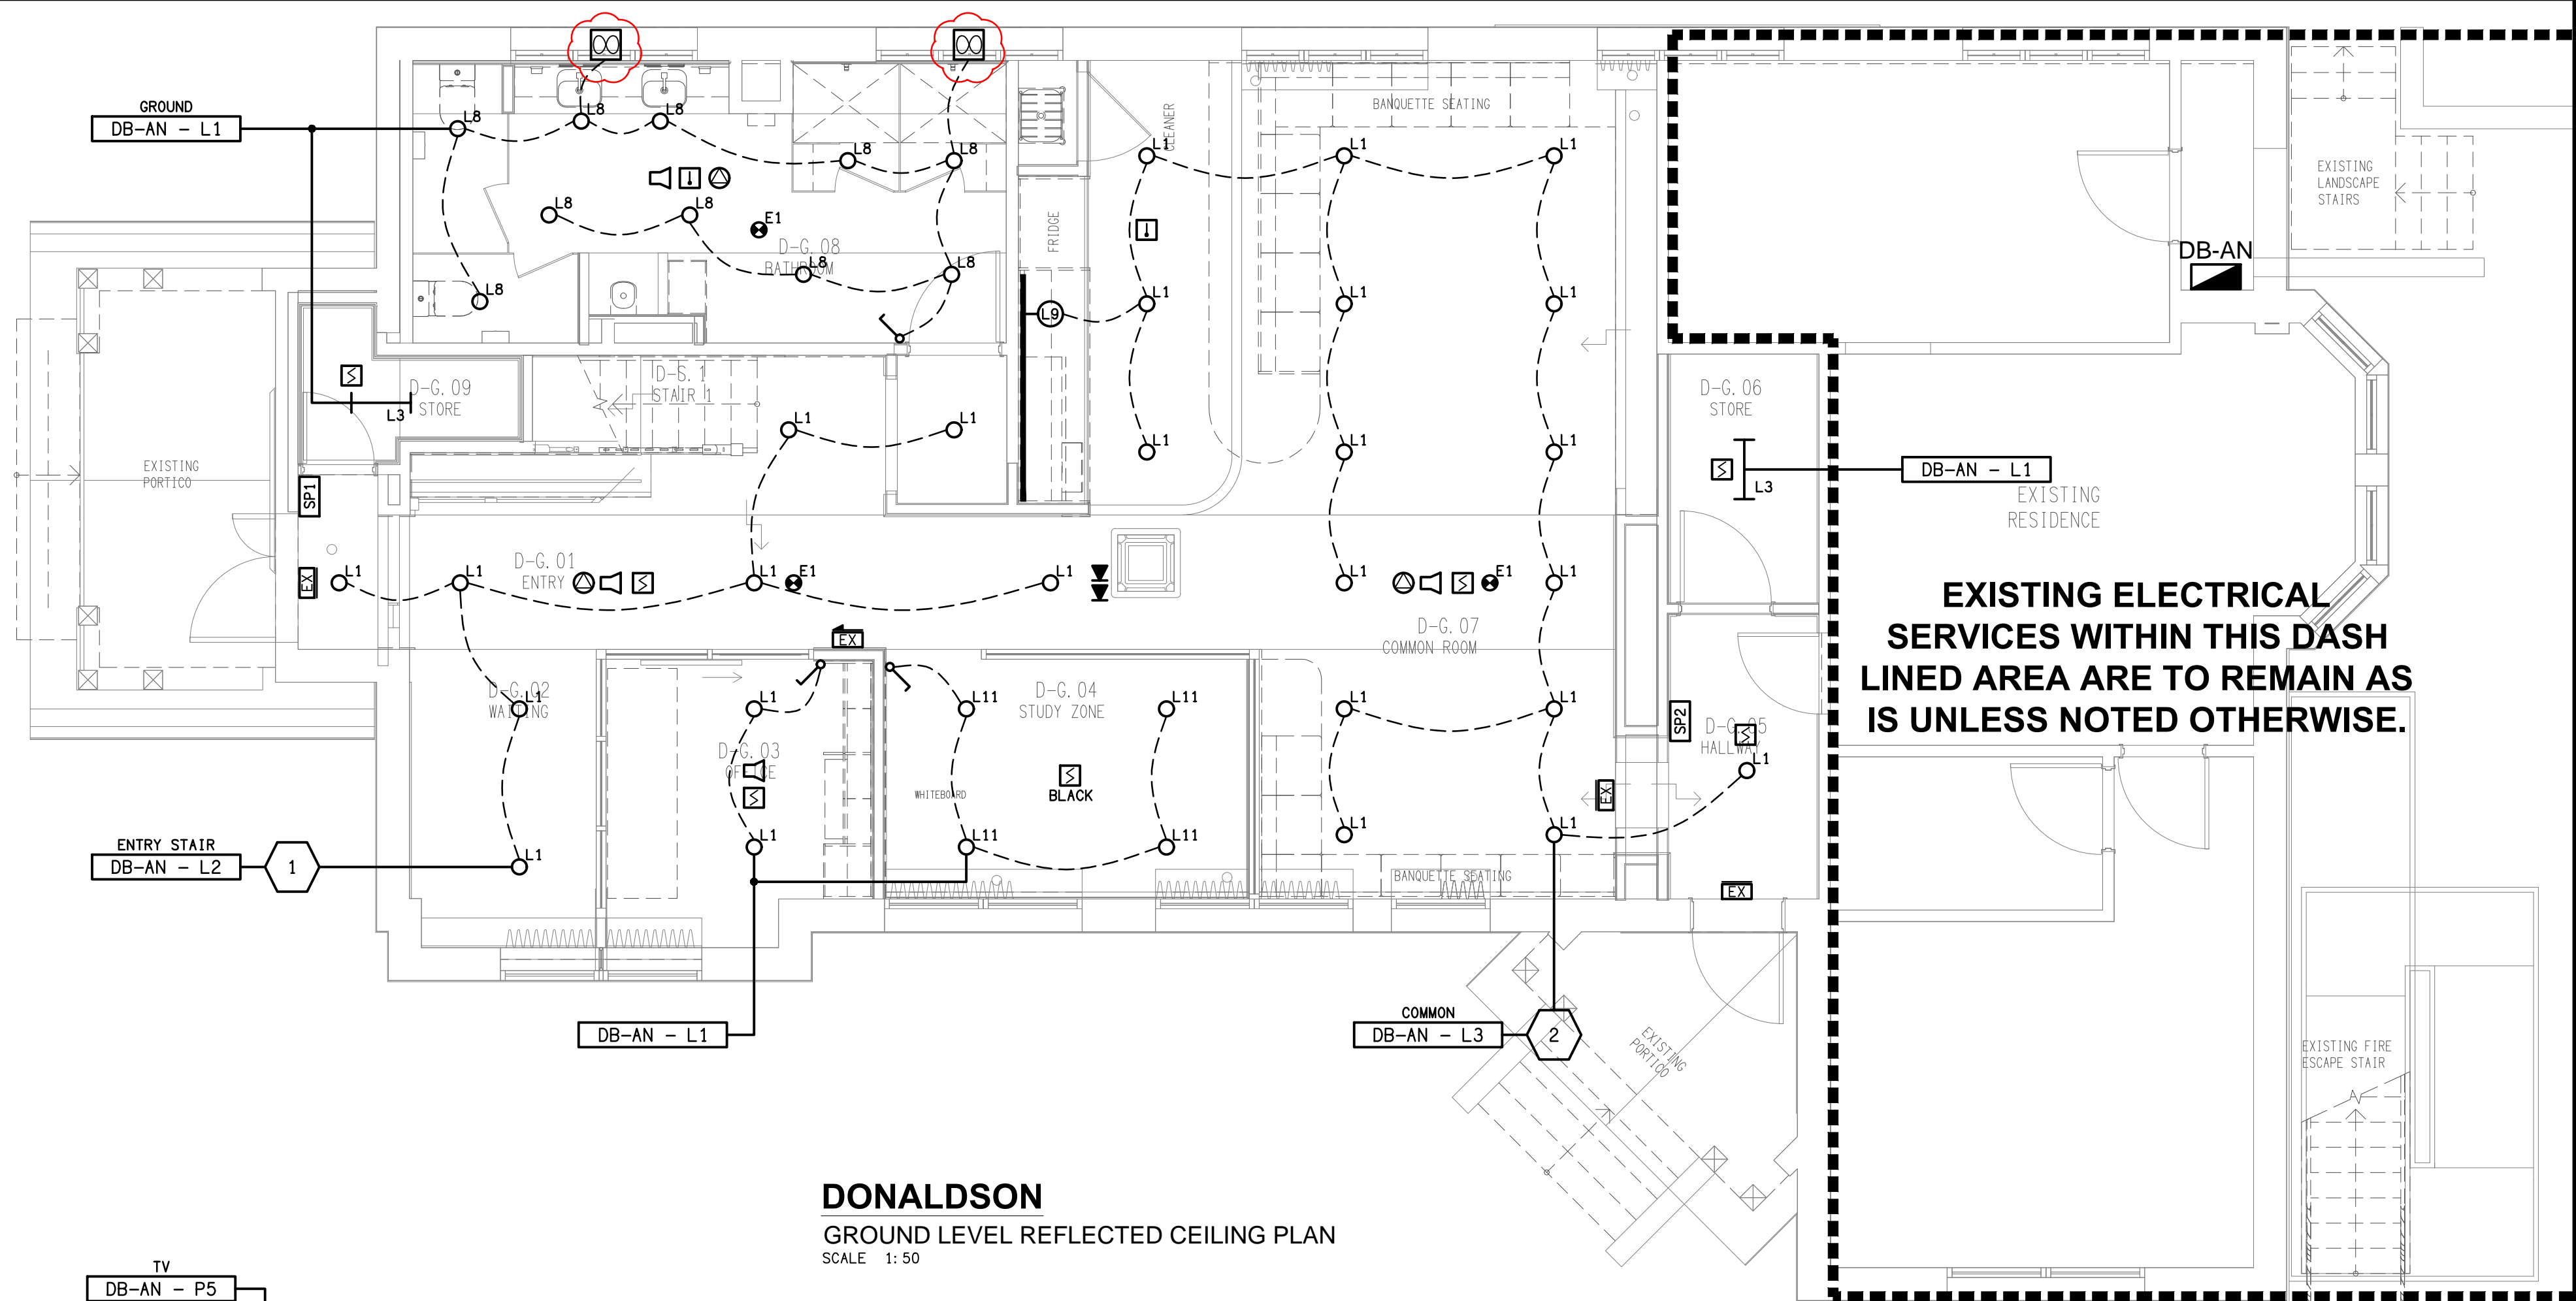 GROUND
DB-AN - L1
L8
L8
L8
L8
L8
L8
L8
E1
D-G.08
BATHROOM
L8
L8
L8
CLEANER
FRIDGE
L9
BANQUETTE SEATING
L1
L1
L1
L1
L1
L1
L1
L1
L1
EXISTING
LANDSCAPE
STAIRS
DB-AN
D-G.09
STORE
L3
D-S.1
STAIR 1
L1
L1
D-G.06
STORE
L3
DB-AN - L1
EXISTING
RESIDENCE
EXISTING
PORTICO
SP1
EX
L1
L1
D-G.01
ENTRY
L1
E1
L1
L1
E1
L1
D-G.07
COMMON ROOM
EXISTING ELECTRICAL
SERVICES WITHIN THIS DASH
LINED AREA ARE TO REMAIN AS
IS UNLESS NOTED OTHERWISE.
EX
D-G.02
WAITING
L1
L1
D-G.03
OFFICE
L1
L1
D-G.04
STUDY ZONE
L11
L11
WHITEBOARD
BLACK
L11
L11
L1
L1
L1
L1
BANQUETTE SEATING
EX
SP2
D-G.05
HALLWAY
L1
EX
ENTRY STAIR
DB-AN - L2
1
DB-AN - L1
COMMON
DB-AN - L3
2
EXISTING
PORTICO
EXISTING FIRE
ESCAPE STAIR
DONALDSON
GROUND LEVEL REFLECTED CEILING PLAN
SCALE 1:50
TV
DB-AN - P5